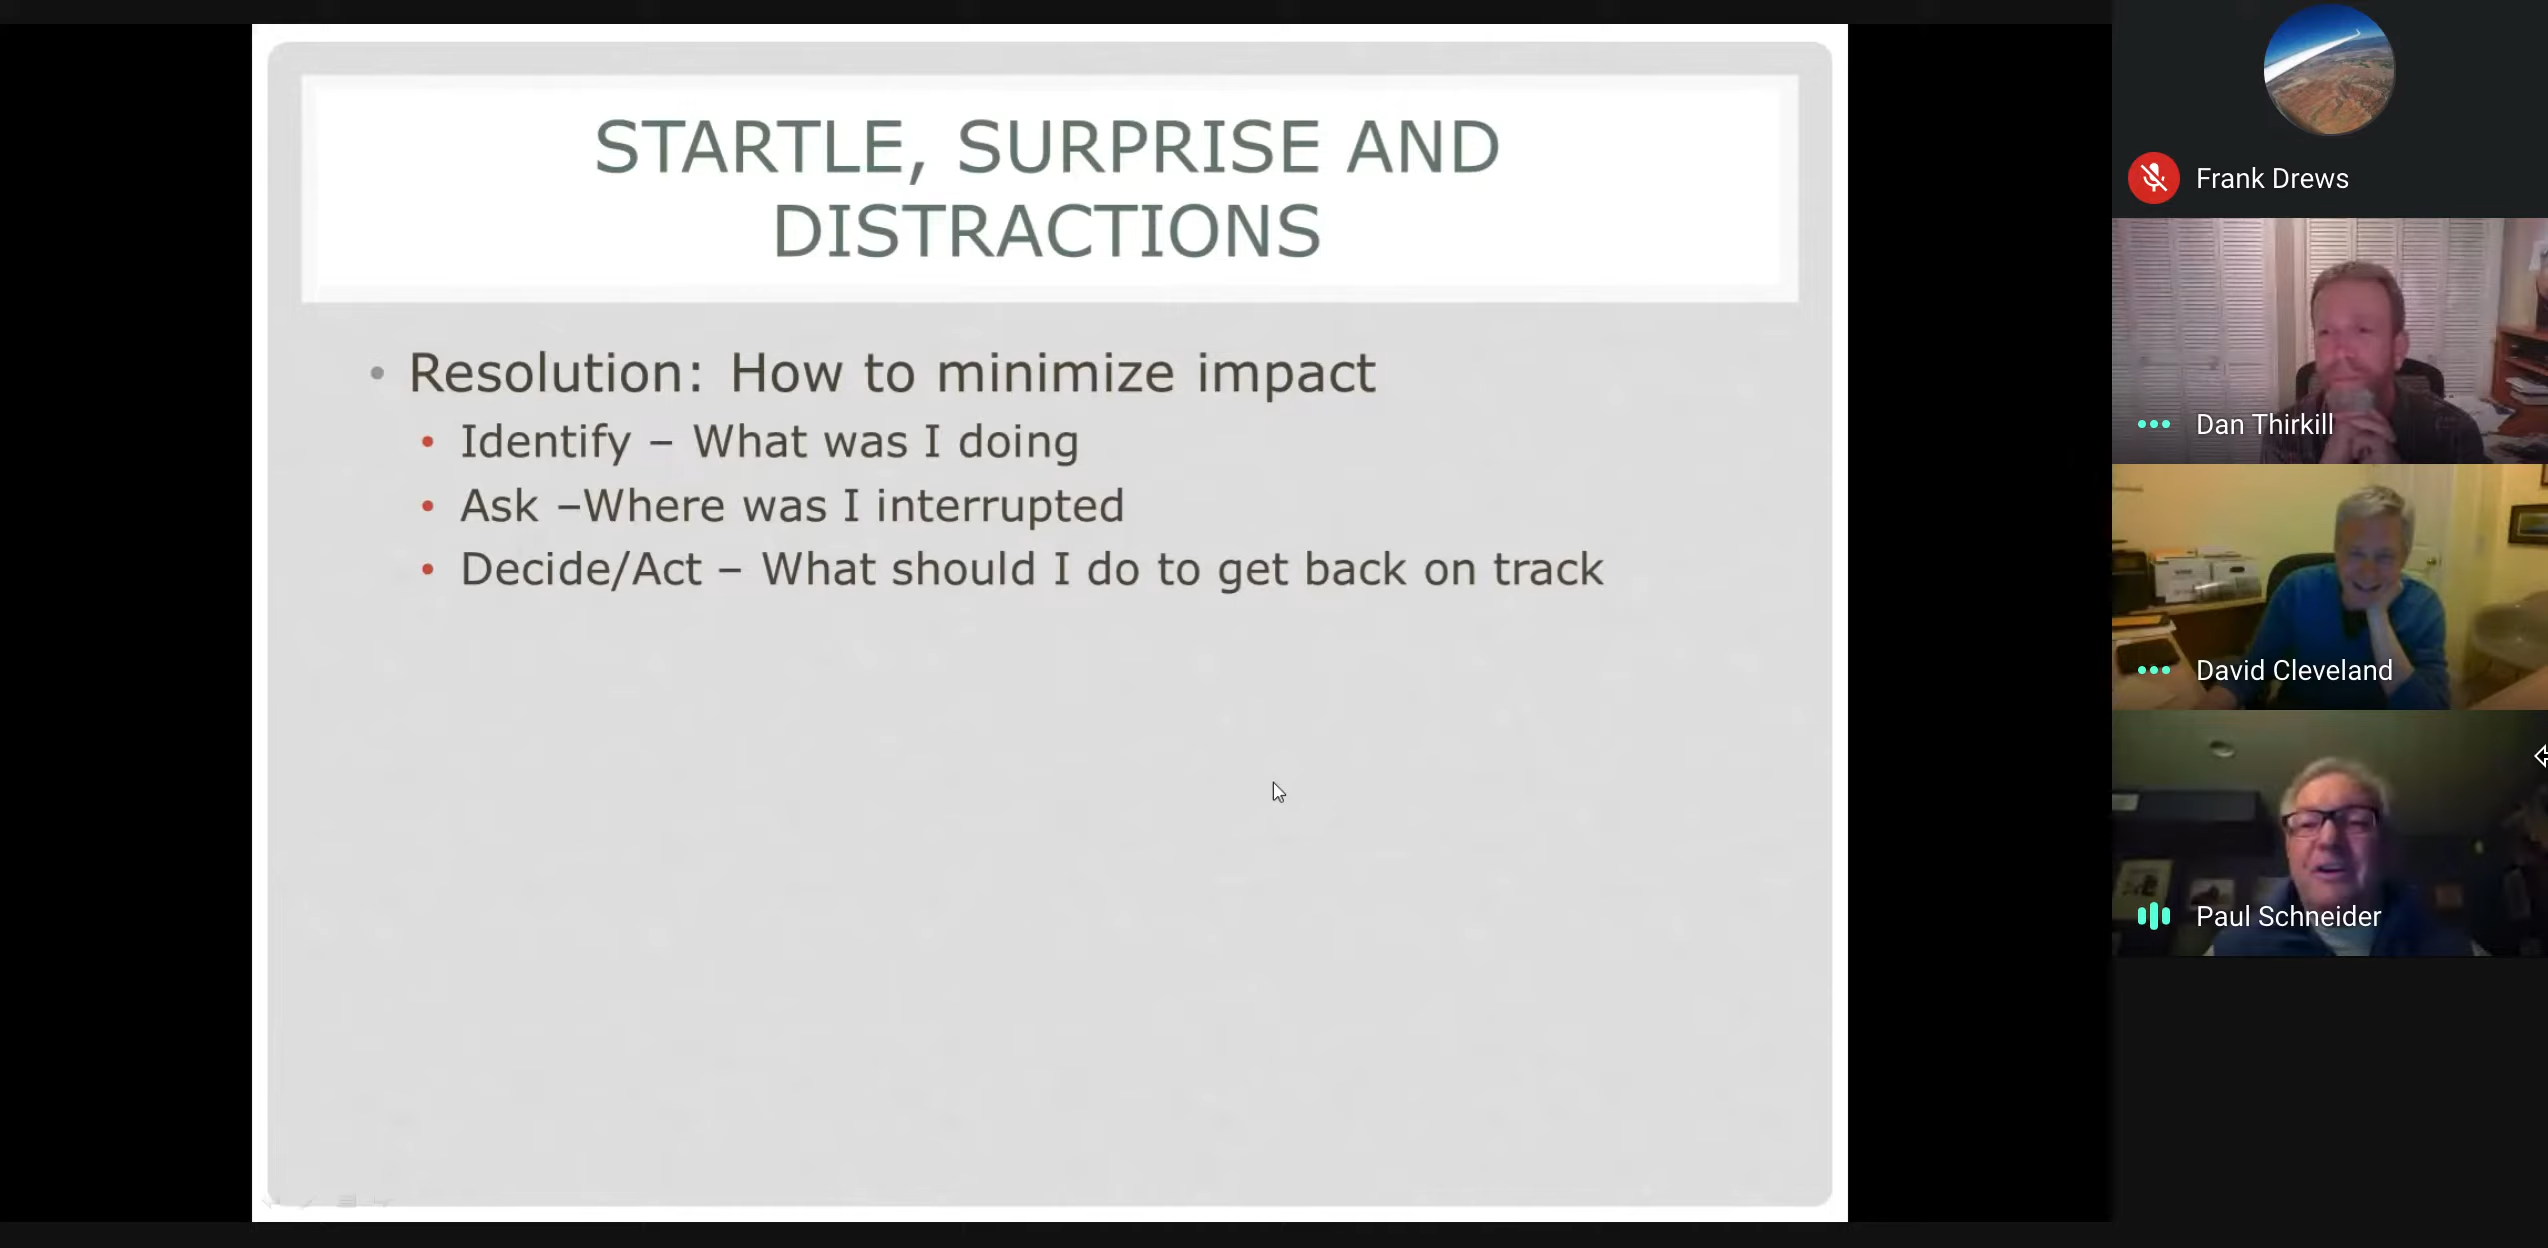 STARTLE, SURPRISE AND
DISTRACTIONS
• Resolution: How to minimize impact
• Identify – What was I doing
• Ask –Where was I interrupted
• Decide/Act – What should I do to get back on track
Frank Drews
Dan Thirkill
David Cleveland
Paul Schneider